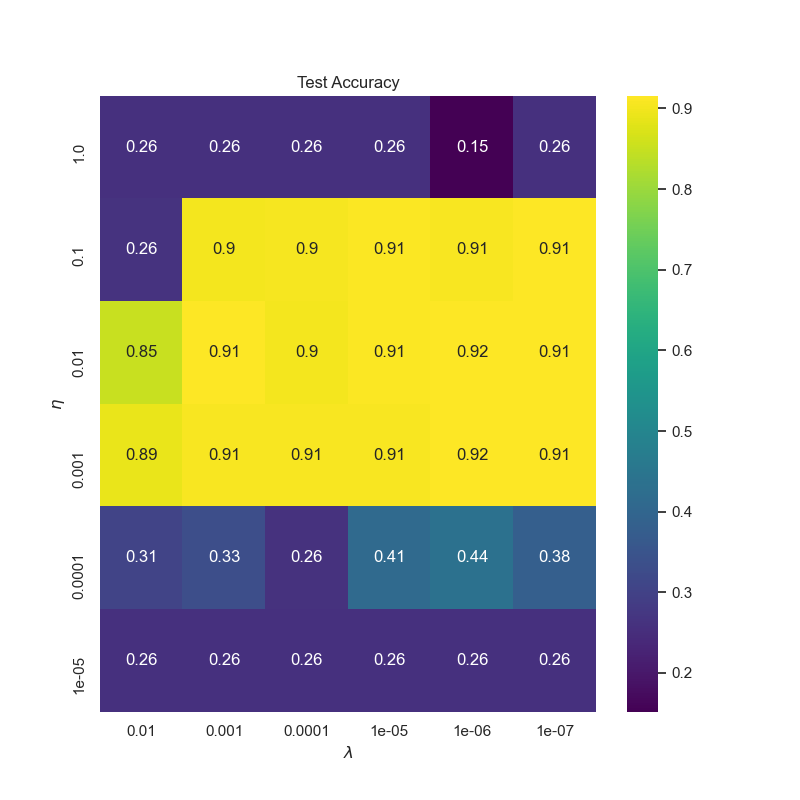 Test Accuracy
1.0 0.26 0.26 0.26 0.26 0.15 0.26
0.1 0.26 0.9 0.9 0.91 0.91 0.91
0.01 0.85 0.91 0.9 0.91 0.92 0.91
0.001 0.89 0.91 0.91 0.91 0.92 0.91
0.0001 0.31 0.33 0.26 0.41 0.44 0.38
1e-05 0.26 0.26 0.26 0.26 0.26 0.26
0.01 0.001 0.0001 1e-05 1e-06 1e-07
λ
η
0.9
0.8
0.7
0.6
0.5
0.4
0.3
0.2